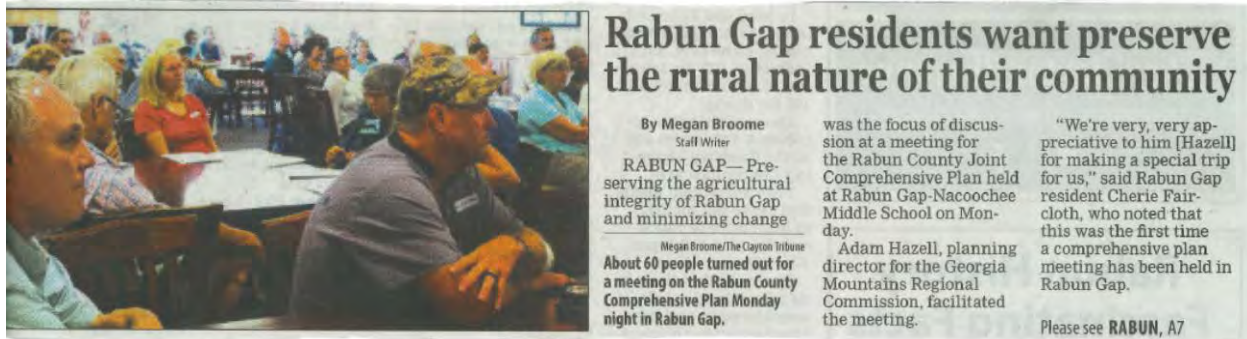 Rabun Gap residents want preserve
the rural nature of their community
By Megan Broome
Staff Writer
RABUN GAP— Pre-
serving the agricultural
integrity of Rabun Gap
and minimizing change
Megan Broome/The Clayton Tribune
About 60 people turned out for
a meeting on the Rabun County
Comprehensive Plan Monday
night in Rabun Gap.
was the focus of discus-
sion at a meeting for
the Rabun County Joint
Comprehensive Plan held
at Rabun Gap-Nacoochee
Middle School on Mon-
day.
Adam Hazell, planning
director for the Georgia
Mountains Regional
Commission, facilitated
the meeting.
"We're very, very ap-
preciative to him [Hazell]
for making a special trip
for us," said Rabun Gap
resident Cherie Fair-
cloth, who noted that
this was the first time
a comprehensive plan
meeting has been held in
Rabun Gap.
Please see RABUN, A7